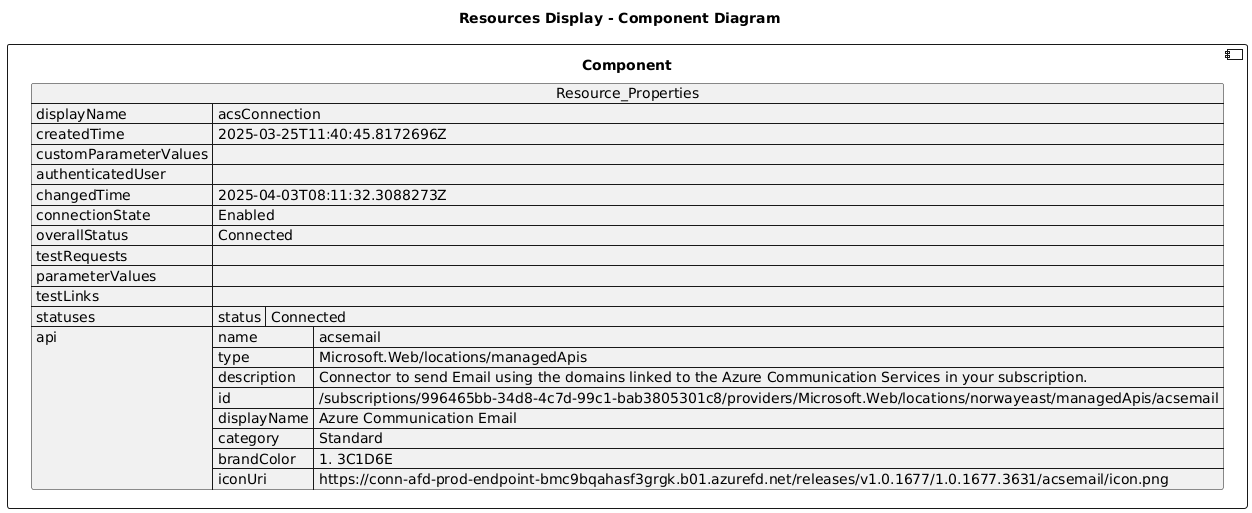 Resources Display - Component Diagram
Component
Resource_Properties
displayName acsConnection
createdTime 2025-03-25T11:40:45.8172696Z
customParameterValues
authenticatedUser
changedTime 2025-04-03T08:11:32.3088273Z
connectionState Enabled
overallStatus Connected
testRequests
parameterValues
testLinks
statuses status Connected
api name acsemail
type Microsoft.Web/locations/managedApis
description Connector to send Email using the domains linked to the Azure Communication Services in your subscription.
id /subscriptions/996465bb-34d8-4c7d-99c1-bab3805301c8/providers/Microsoft.Web/locations/norwayeast/managedApis/acsemail
displayName Azure Communication Email
category Standard
brandColor 1. 3C1D6E
iconUri https://conn-afd-prod-endpoint-bmc9bqahasf3grgk.b01.azurefd.net/releases/v1.0.1677/1.0.1677.3631/acsemail/icon.png